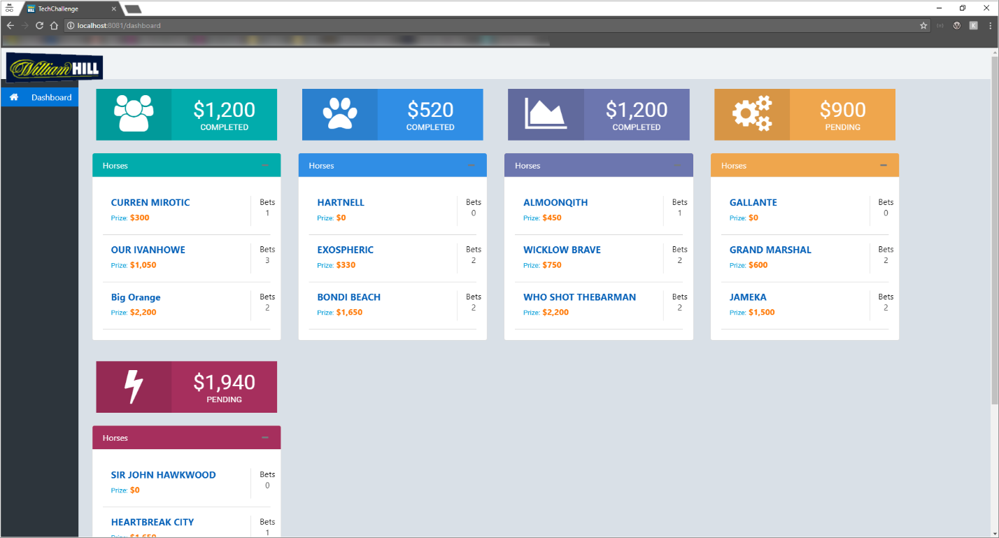 TechChallenge
localhost:8081/dashboard
K
William HILL
Dashboard
$1,200
COMPLETED
$520
COMPLETED
$1,200
COMPLETED
$900
PENDING
Horses
CURREN MIROTIC
Bets
Prize: $300
1
OUR IVANHOWE
Bets
Prize: $1,050
3
Big Orange
Bets
Prize: $2,200
2
Horses
HARTNELL
Bets
Prize: $0
0
EXOSPHERIC
Bets
Prize: $330
2
BONDI BEACH
Bets
Prize: $1,650
2
Horses
ALMOONQITH
Bets
Prize: $450
1
WICKLOW BRAVE
Bets
Prize: $750
2
WHO SHOT THEBARMAN
Bets
Prize: $2,200
2
Horses
GALLANTE
Bets
Prize: $0
0
GRAND MARSHAL
Bets
Prize: $600
2
JAMEKA
Bets
Prize: $1,500
2
$1,940
PENDING
Horses
SIR JOHN HAWKWOOD
Bets
Prize: $0
0
HEARTBREAK CITY
Bets
Prize: $1,650
1